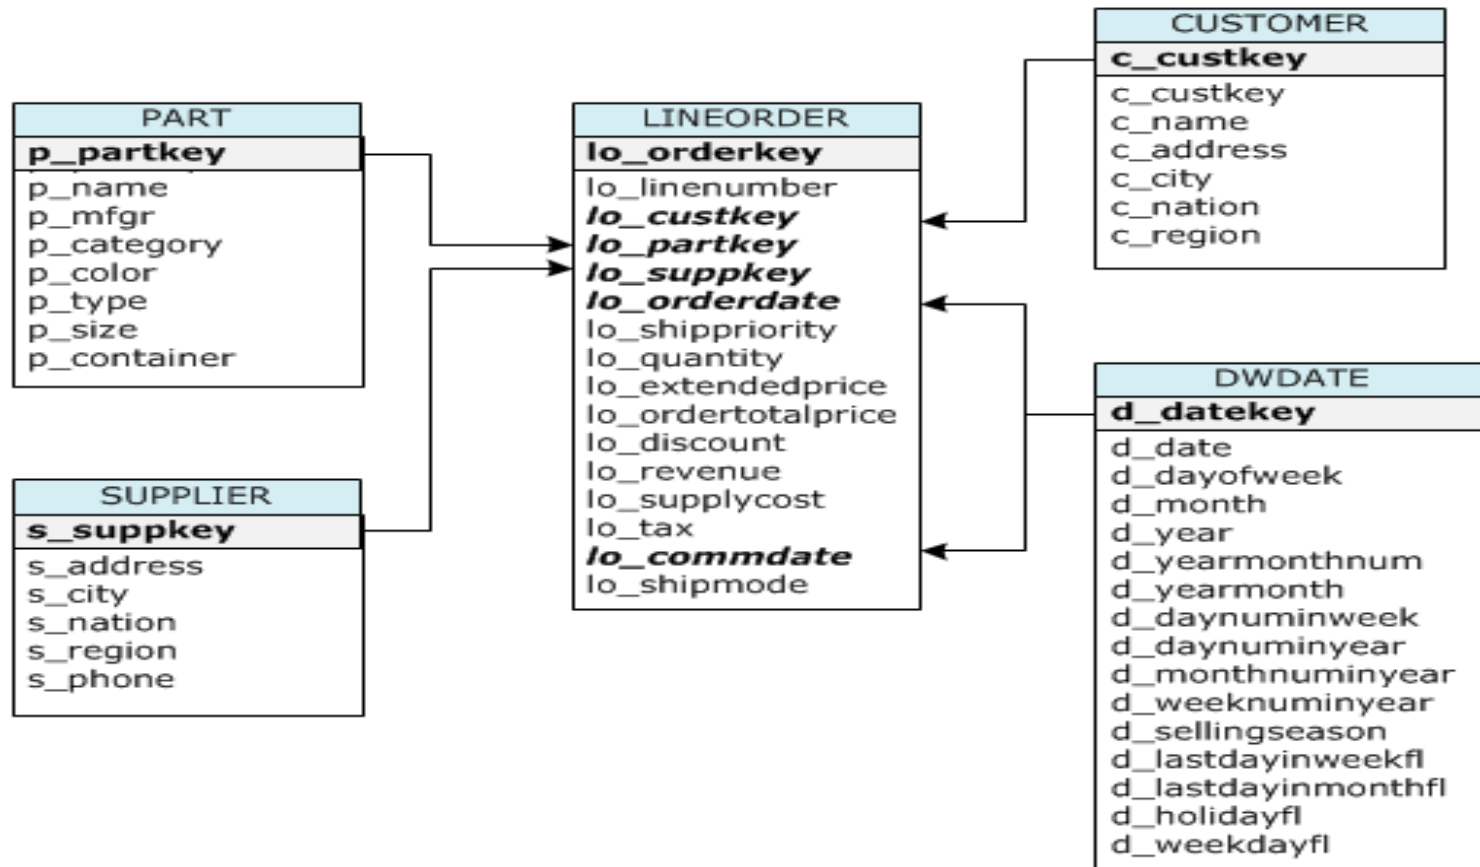 PART
p_partkey
p_name
p_mfgr
p_category
p_color
p_type
p_size
p_container
SUPPLIER
s_suppkey
s_address
s_city
s_nation
s_region
s_phone
LINEORDER
lo_orderkey
lo_linenumber
lo_custkey
lo_partkey
lo_suppkey
lo_orderdate
lo_shippriority
lo_quantity
lo_extendedprice
lo_ordertotalprice
lo_discount
lo_revenue
lo_supplycost
lo_tax
lo_commdate
lo_shipmode
CUSTOMER
c_custkey
c_custkey
c_name
c_address
c_city
c_nation
c_region
DWDATE
d_datekey
d_date
d_dayofweek
d_month
d_year
d_yearmonthnum
d_yearmonth
d_daynuminweek
d_daynuminyear
d_monthnuminyear
d_weeknuminyear
d_sellingseason
d_lastdayinweekfl
d_lastdayinmonthfl
d_holidayfl
d_weekdayfl